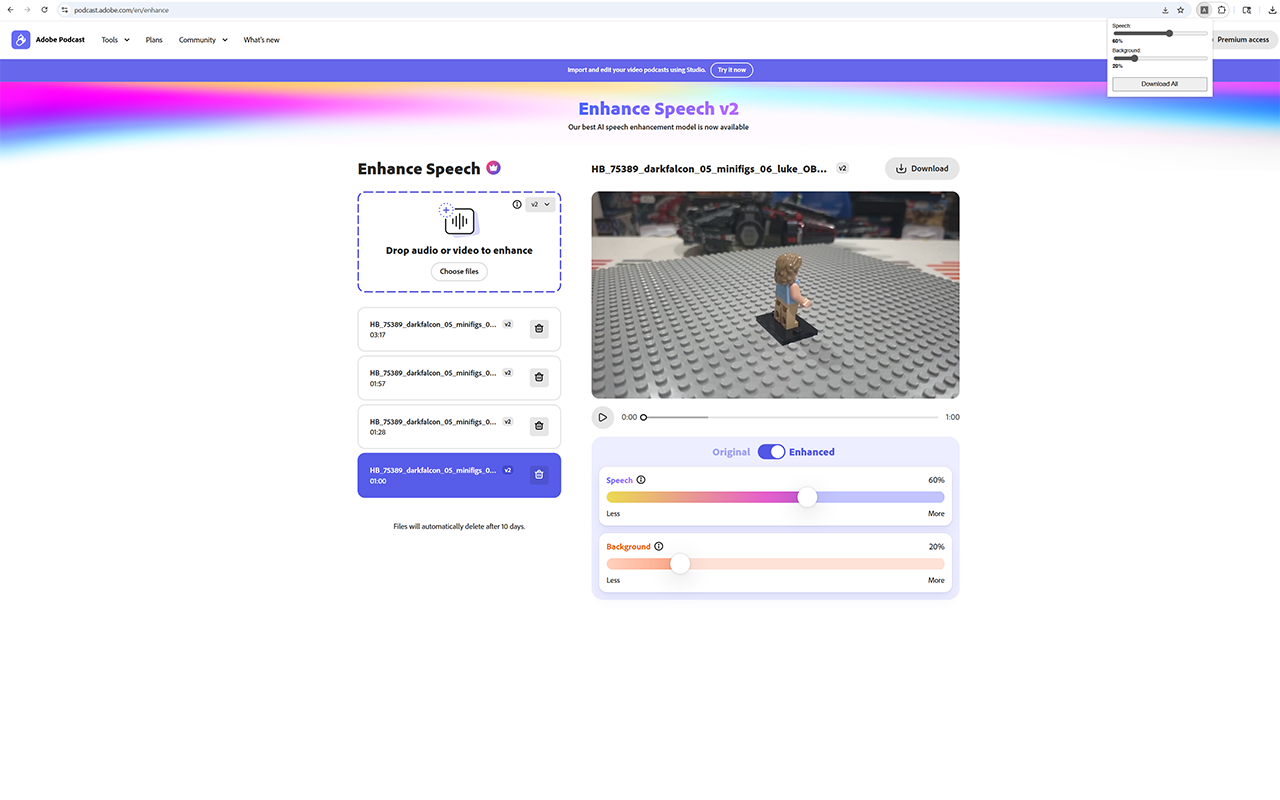 podcast.adobe.com/en/enhance
Adobe Podcast
Tools
Plans
Community
What's new
Premium access
Speech:
60%
Background:
20%
Download All
Import and edit your video podcasts using Studio.
Try it now
Enhance Speech v2
Our best AI speech enhancement model is now available
Enhance Speech
v2
Drop audio or video to enhance
Choose files
HB_75389_darkfalcon_05_minifigs_0... v2
03:17
HB_75389_darkfalcon_05_minifigs_0... v2
01:57
HB_75389_darkfalcon_05_minifigs_0... v2
01:28
HB_75389_darkfalcon_05_minifigs_0... v2
01:00
Files will automatically delete after 10 days.
HB_75389_darkfalcon_05_minifigs_06_luke_OB... v2
Download
0:00
1:00
Original
Enhanced
Speech
60%
Less
More
Background
20%
Less
More